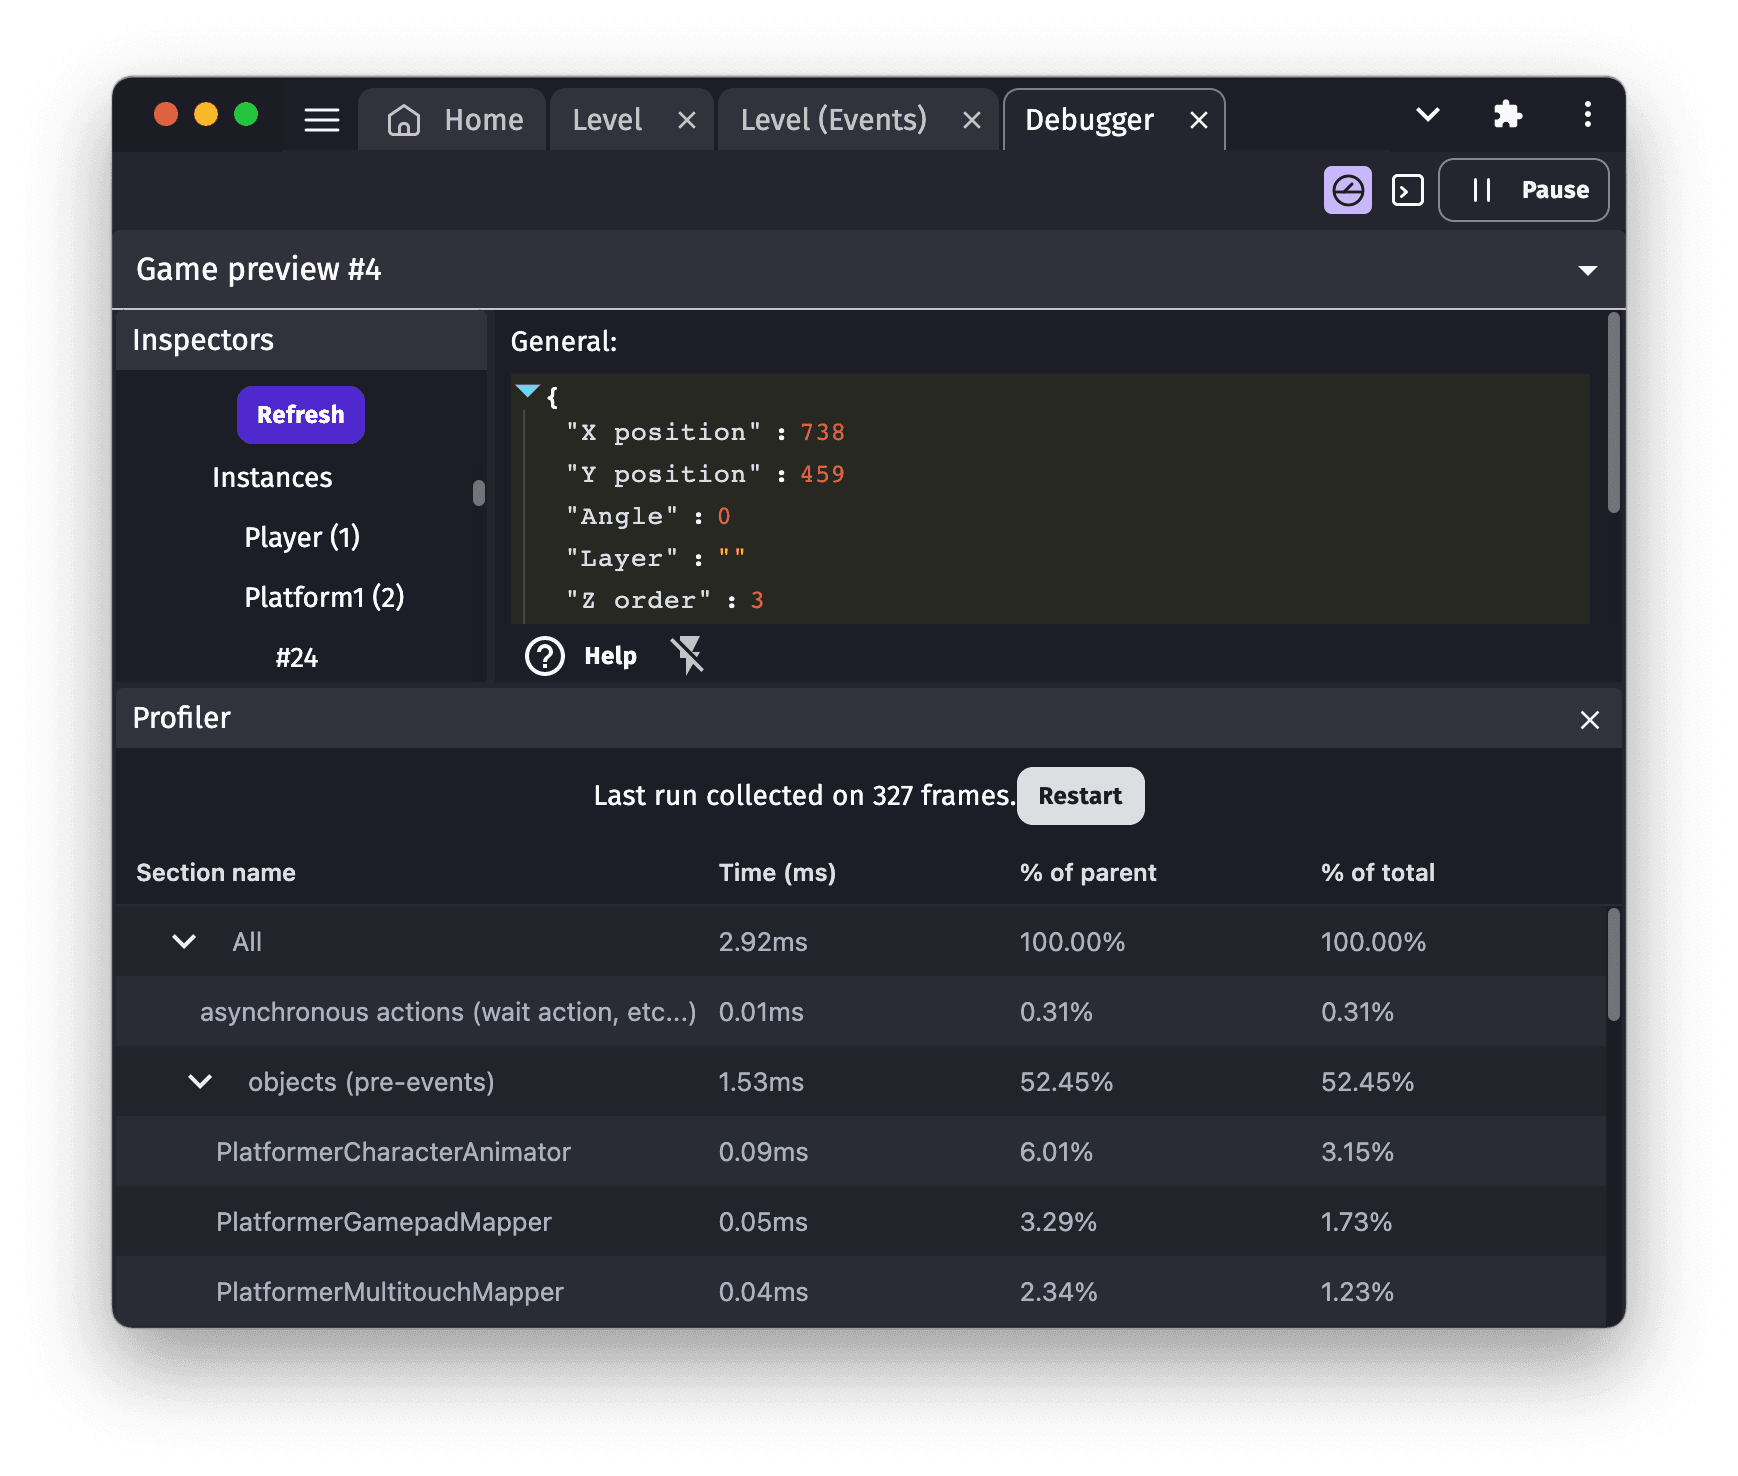 Home
Level
Level (Events)
Debugger
Pause
Game preview #4
Inspectors
Refresh
Instances
Player (1)
Platform1 (2)
#24
General:
{
"X position" : 738
"Y position" : 459
"Angle" : 0
"Layer" : ""
"Z order" : 3
Help
Profiler
Last run collected on 327 frames. Restart
Section name Time (ms) % of parent % of total
All 2.92ms 100.00% 100.00%
asynchronous actions (wait action, etc...) 0.01ms 0.31% 0.31%
objects (pre-events) 1.53ms 52.45% 52.45%
PlatformerCharacterAnimator 0.09ms 6.01% 3.15%
PlatformerGamepadMapper 0.05ms 3.29% 1.73%
PlatformerMultitouchMapper 0.04ms 2.34% 1.23%